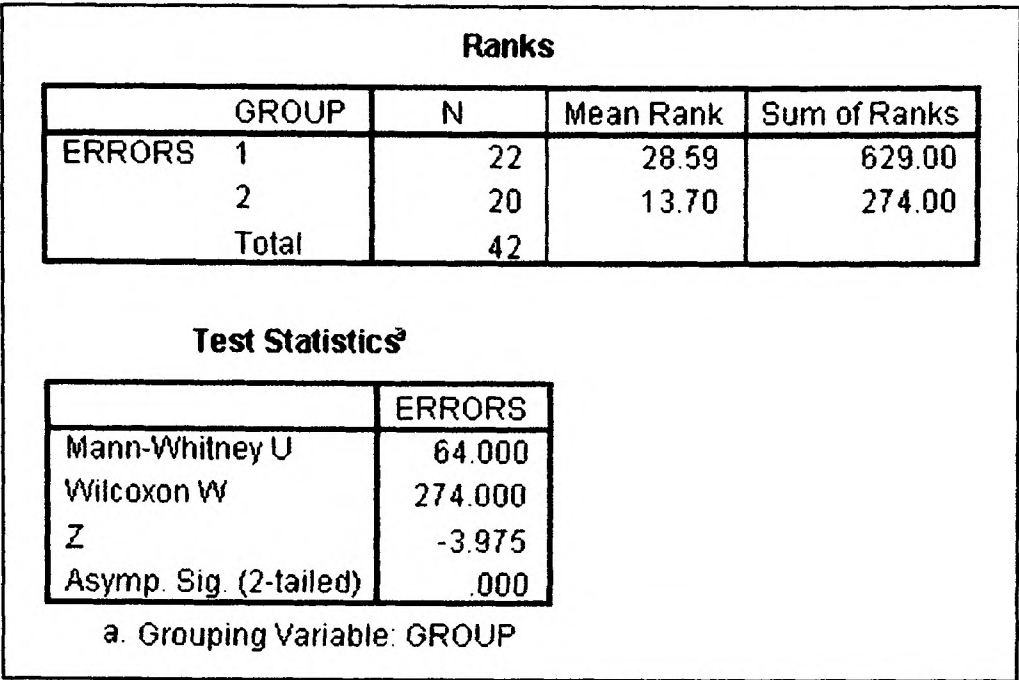 Ranks
GROUP N Mean Rank Sum of Ranks
ERRORS 1 22 28.59 629.00
2 20 13.70 274.00
Total 42
Test Statisticsa
ERRORS
Mann-Whitney U 64.000
Wilcoxon W 274.000
Z -3.975
Asymp. Sig. (2-tailed) .000
a. Grouping Variable: GROUP